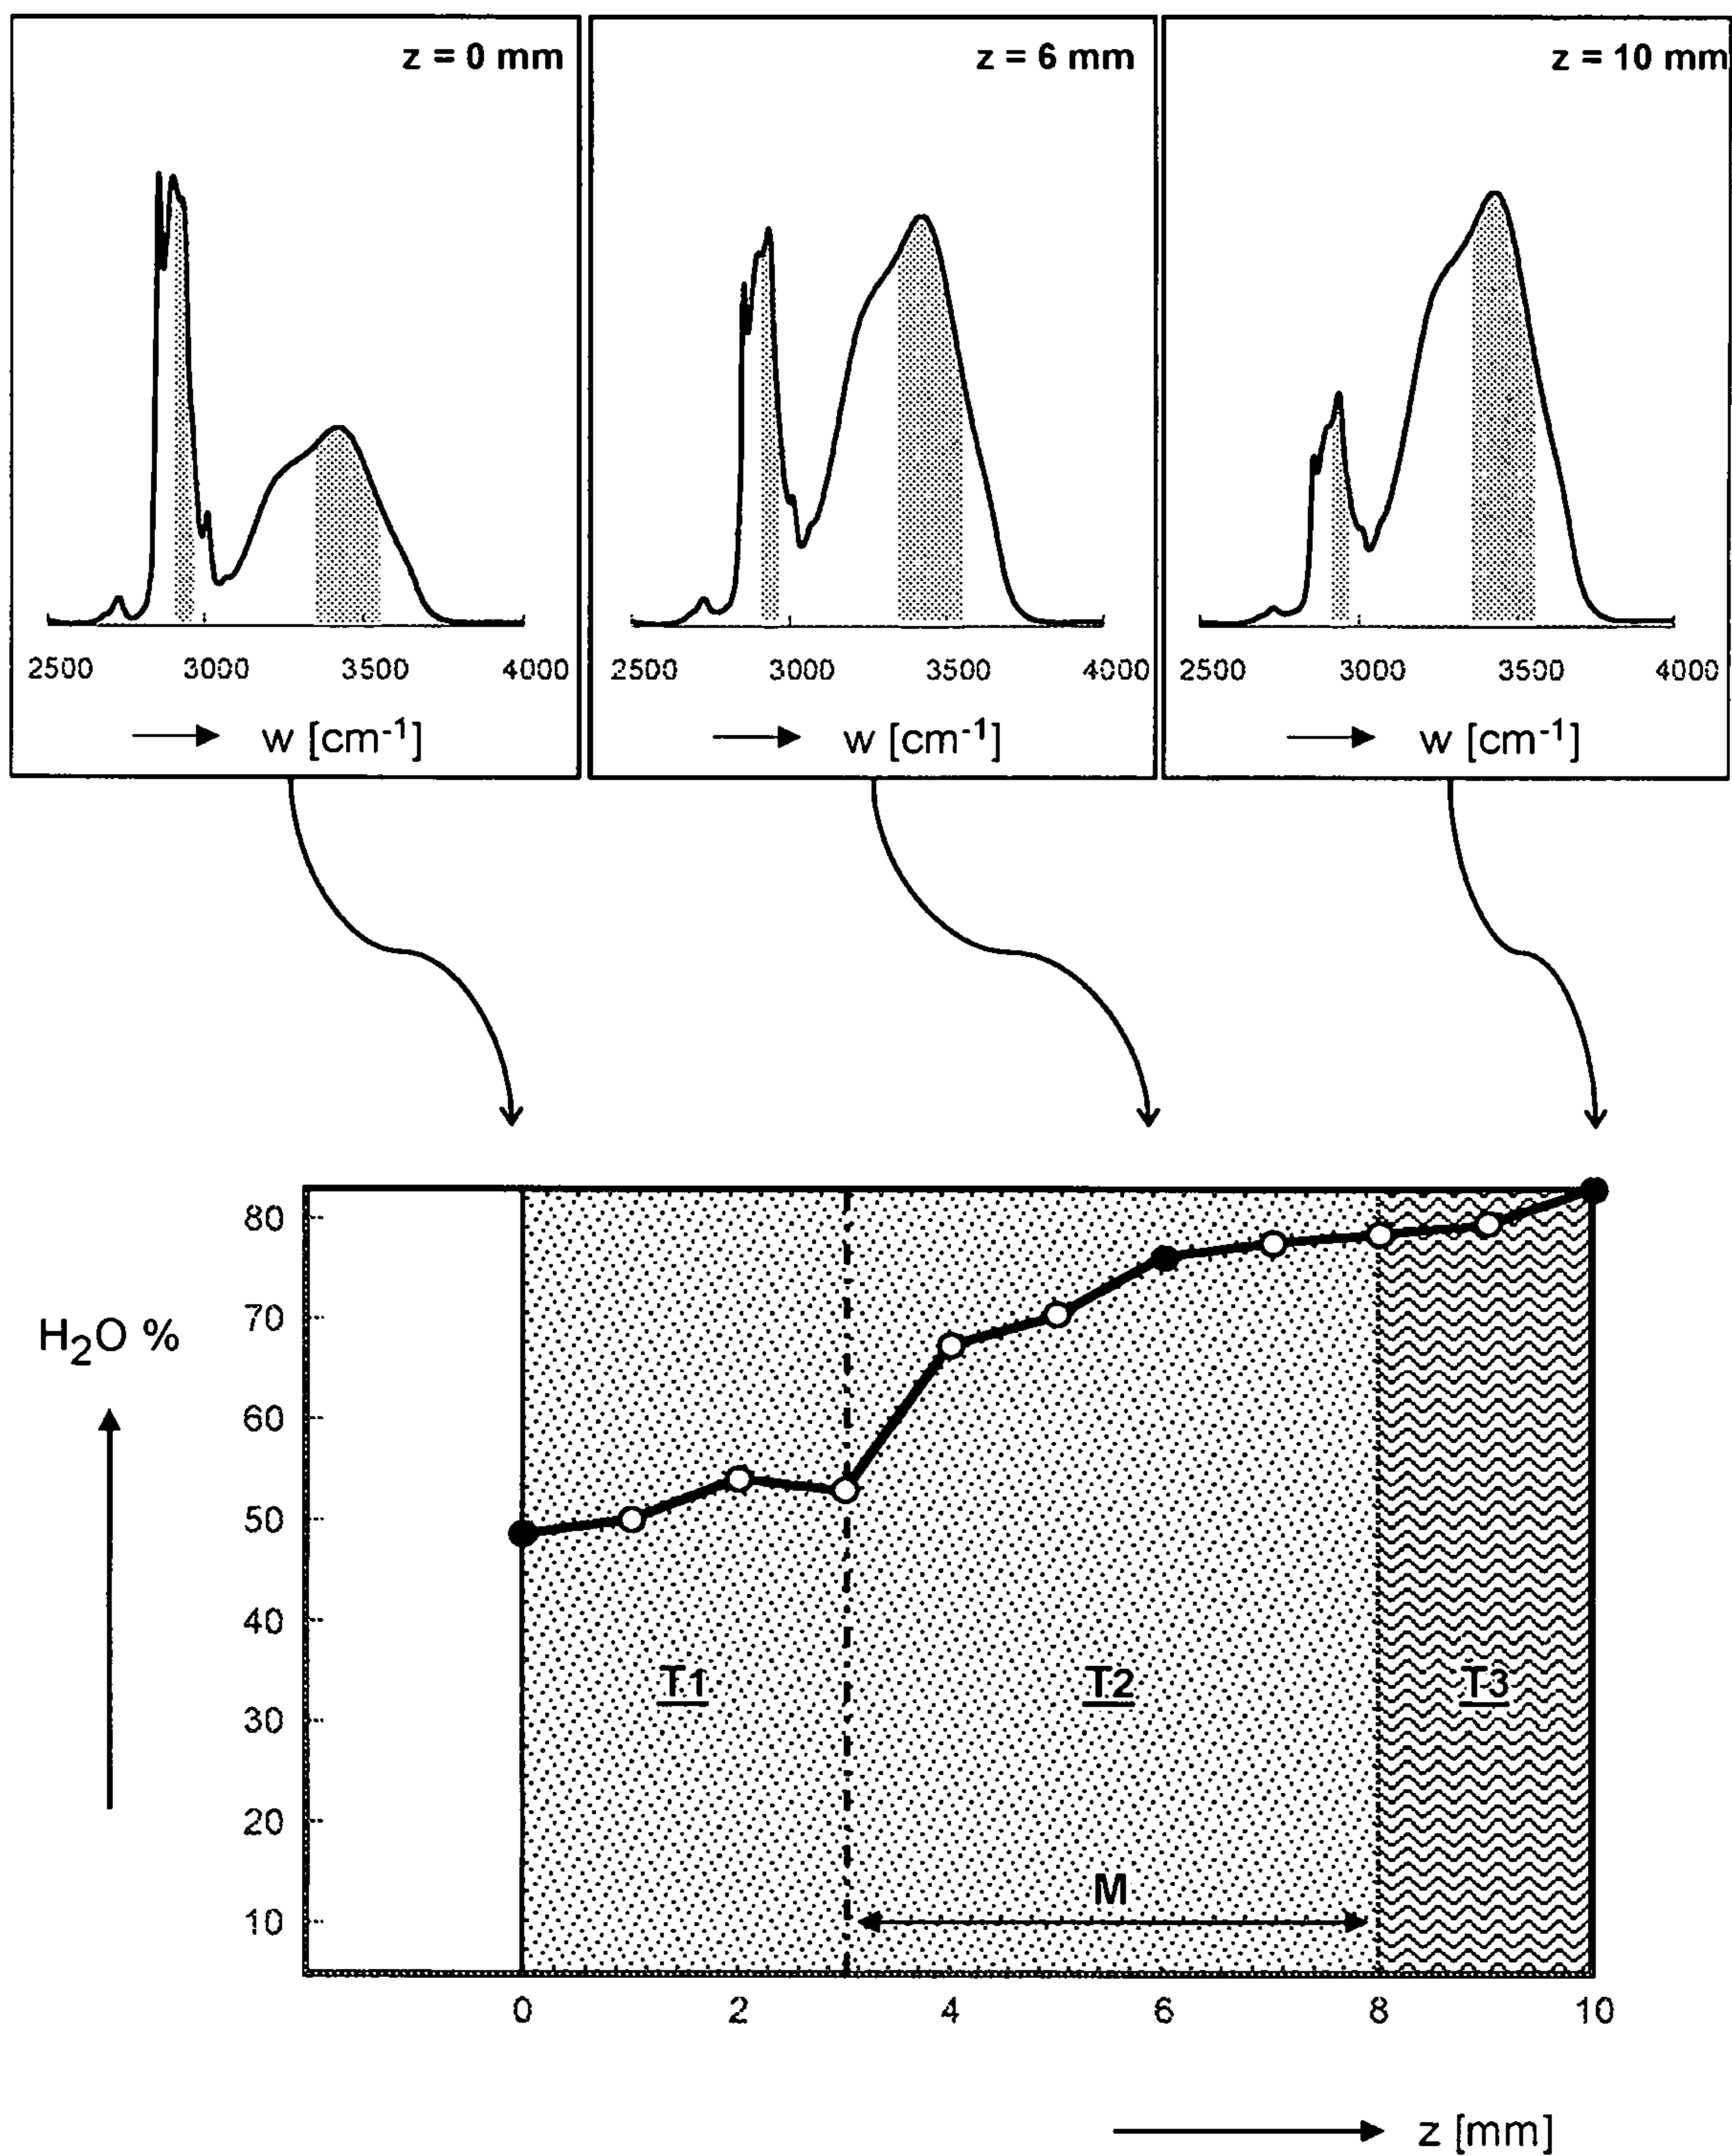 z = 0 mm
z = 6 mm
z = 10 mm
2500 3000 3500 4000
2500 3000 3500 4000
2500 3000 3500 4000
w [cm⁻¹]
w [cm⁻¹]
w [cm⁻¹]
H₂O %
80
70
60
50
40
30
20
10
T1
T2
T3
M
0 2 4 6 8 10
z [mm]